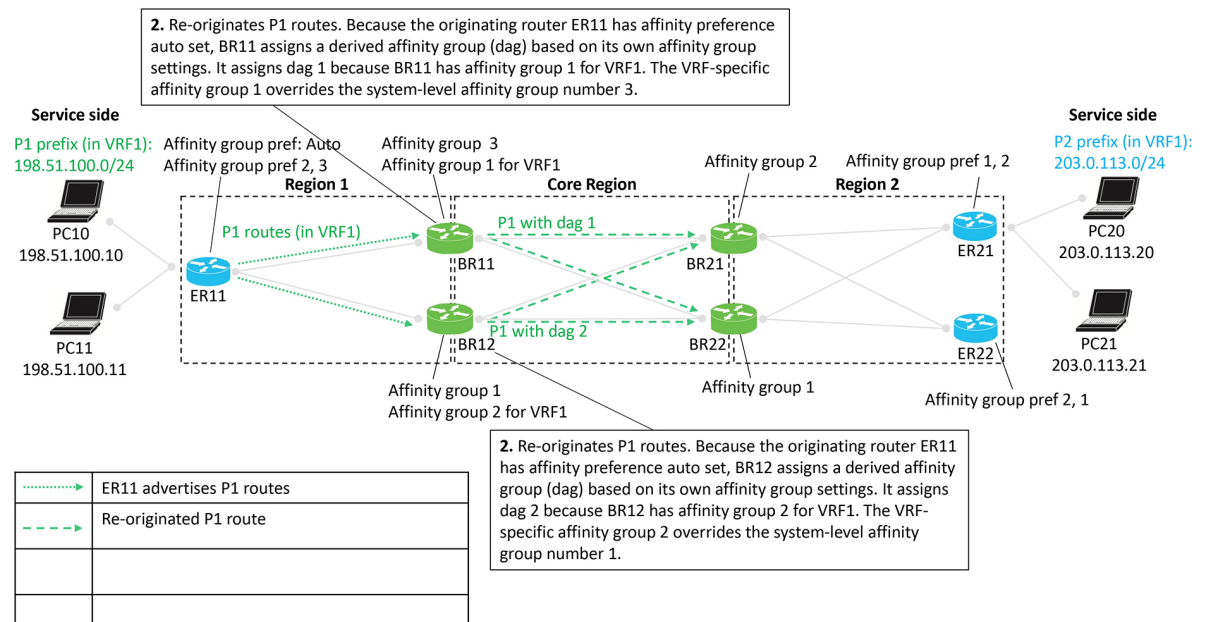 2. Re-originates P1 routes. Because the originating router ER11 has affinity preference
auto set, BR11 assigns a derived affinity group (dag) based on its own affinity group
settings. It assigns dag 1 because BR11 has affinity group 1 for VRF1. The VRF-specific
affinity group 1 overrides the system-level affinity group number 3.
Service side
P1 prefix (in VRF1):
198.51.100.0/24
Affinity group pref: Auto
Affinity group pref 2, 3
Affinity group  3
Affinity group 1 for VRF1
Affinity group 2
Affinity group pref 1, 2
Service side
P2 prefix (in VRF1):
203.0.113.0/24
Region 1
Core Region
Region 2
PC10
198.51.100.10
P1 routes (in VRF1)
P1 with dag 1
BR11
BR21
ER21
PC20
203.0.113.20
ER11
PC11
198.51.100.11
BR12
P1 with dag 2
BR22
ER22
PC21
203.0.113.21
Affinity group 1
Affinity group 2 for VRF1
Affinity group 1
Affinity group pref 2, 1
2. Re-originates P1 routes. Because the originating router ER11
has affinity preference auto set, BR12 assigns a derived affinity
group (dag) based on its own affinity group settings. It assigns
dag 2 because BR12 has affinity group 2 for VRF1. The VRF-
specific affinity group 2 overrides the system-level affinity
group number 1.
ER11 advertises P1 routes
Re-originated P1 route